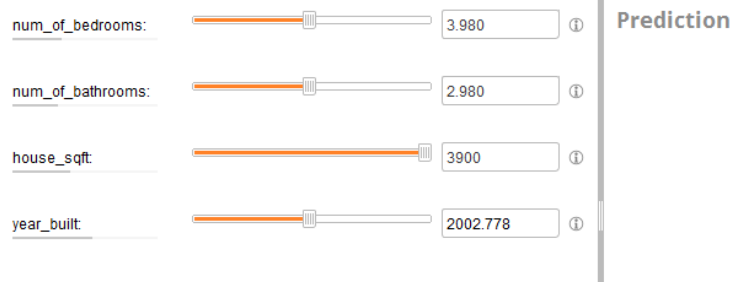 num_of_bedrooms: 3.980 Prediction
num_of_bathrooms: 2.980
house_sqft: 3900
year_built: 2002.778